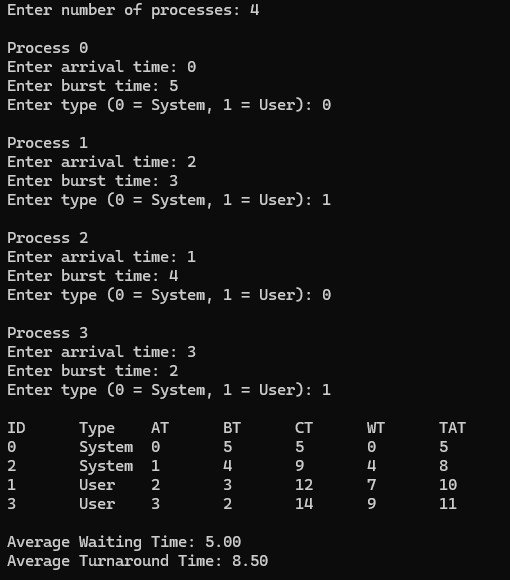 Enter number of processes: 4
Process 0
Enter arrival time: 0
Enter burst time: 5
Enter type (0 = System, 1 = User): 0
Process 1
Enter arrival time: 2
Enter burst time: 3
Enter type (0 = System, 1 = User): 1
Process 2
Enter arrival time: 1
Enter burst time: 4
Enter type (0 = System, 1 = User): 0
Process 3
Enter arrival time: 3
Enter burst time: 2
Enter type (0 = System, 1 = User): 1
ID Type AT BT CT WT TAT
0 System 0 5 5 0 5
2 System 1 4 9 4 8
1 User 2 3 12 7 10
3 User 3 2 14 9 11
Average Waiting Time: 5.00
Average Turnaround Time: 8.50